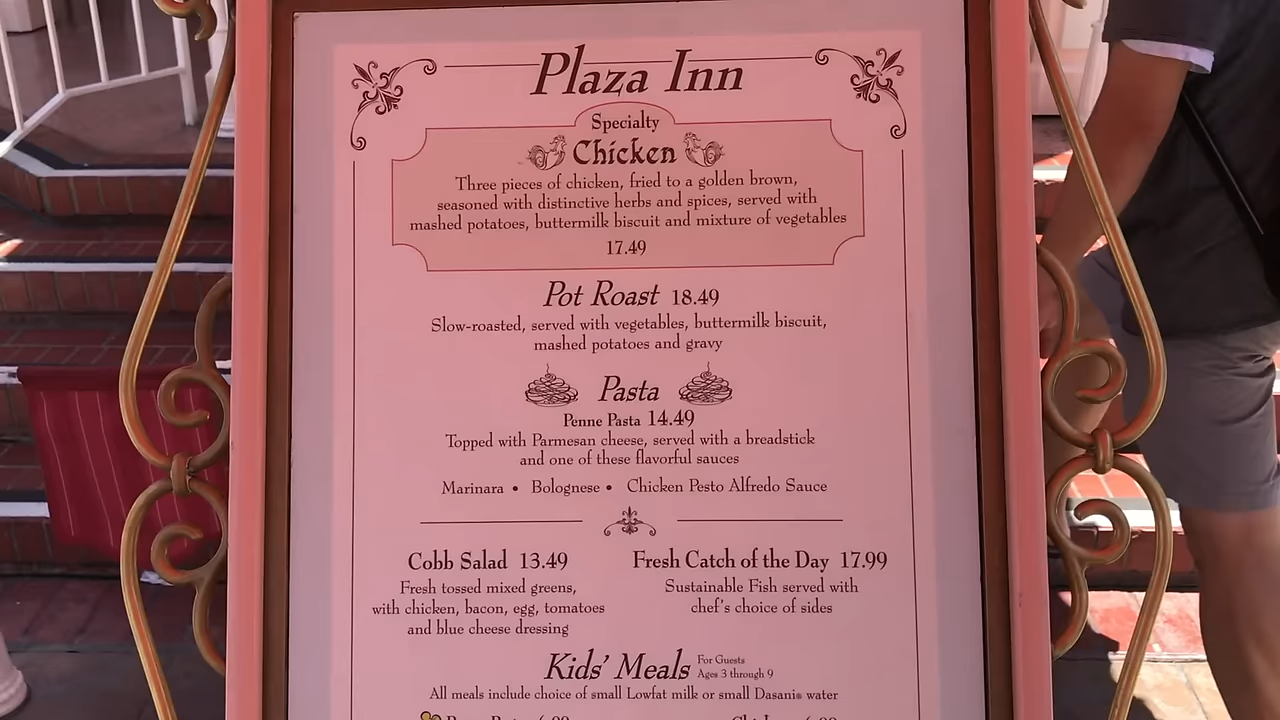 Plaza Inn
Specialty
Chicken
Three pieces of chicken, fried to a golden brown,
seasoned with distinctive herbs and spices, served with
mashed potatoes, buttermilk biscuit and mixture of vegetables
17.49
Pot Roast 18.49
Slow-roasted, served with vegetables, buttermilk biscuit,
mashed potatoes and gravy
Pasta
Penne Pasta 14.49
Topped with Parmesan cheese, served with a breadstick
and one of these flavorful sauces
Marinara • Bolognese • Chicken Pesto Alfredo Sauce
Cobb Salad 13.49
Fresh tossed mixed greens,
with chicken, bacon, egg, tomatoes
and blue cheese dressing
Fresh Catch of the Day 17.99
Sustainable Fish served with
chef's choice of sides
Kids' Meals
For Guests
Ages 3 through 9
All meals include choice of small Lowfat milk or small Dasani® water